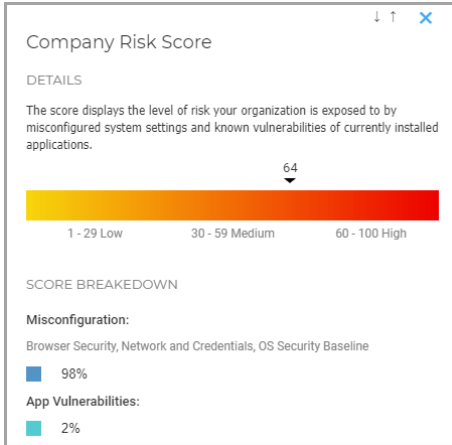 Company Risk Score
DETAILS
The score displays the level of risk your organization is exposed to by
misconfigured system settings and known vulnerabilities of currently installed
applications.
64
1 - 29 Low
30 - 59 Medium
60 - 100 High
SCORE BREAKDOWN
Misconfiguration:
Browser Security, Network and Credentials, OS Security Baseline
98%
App Vulnerabilities:
2%